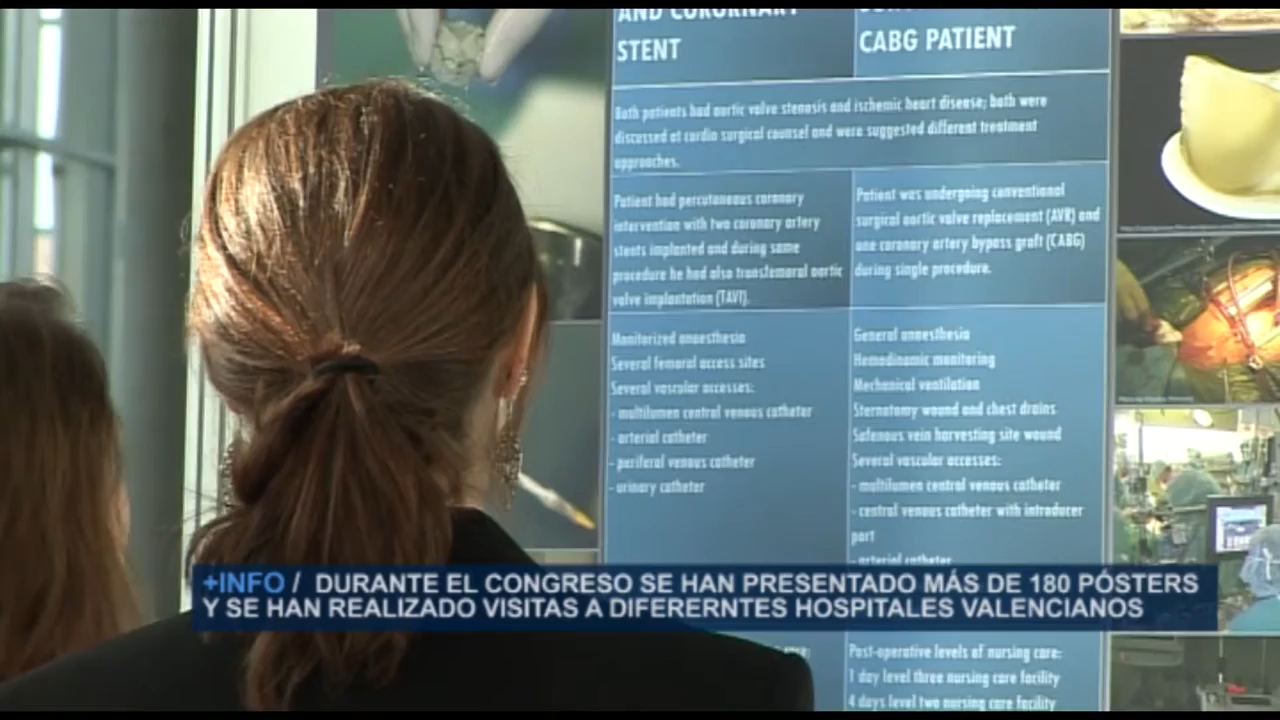 AND CORORNARY
STENT
CABG PATIENT
Both patients had aortic valve stenosis and ischemic heart disease; both were
discussed at cardio surgical counsel and were suggested different treatment
approaches.
Patient had percutaneous coronary
intervention with two coronary artery
stents implanted and during same
procedure he had also transfemoral aortic
valve implantation (TAVI).
Patient was undergoing conventional
surgical aortic valve replacement (AVR) and
one coronary artery bypass graft (CABG)
during single procedure.
Monitorized anaesthesia
Several femoral access sites
Several vascular accesses:
- multilumen central venous catheter
- arterial catheter
- periferal venous catheter
- urinary catheter
General anaesthesia
Hemodinamic monitoring
Mechanical ventilation
Sternotomy wound and chest drains
Safenous vein harvesting site wound
Several vascular accesses:
- multilumen central venous catheter
- central venous catheter with introducer
port
- arterial catheter
+INFO / DURANTE EL CONGRESO SE HAN PRESENTADO MÁS DE 180 PÓSTERS
Y SE HAN REALIZADO VISITAS A DIFERERNTES HOSPITALES VALENCIANOS
Post-operative levels of nursing care:
1 day level three nursing care facility
4 days level two nursing care facility